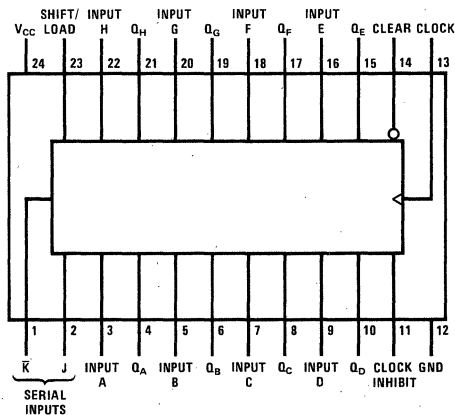 SHIFT/ INPUT INPUT INPUT INPUT
VCC LOAD H QH G QG F QF E QE CLEAR CLOCK
24 23 22 21 20 19 18 17 16 15 14 13
1 2 3 4 5 6 7 8 9 10 11 12
K̅ J INPUT QA INPUT QB INPUT QC INPUT QD CLOCK GND
A B C D INHIBIT
SERIAL
INPUTS